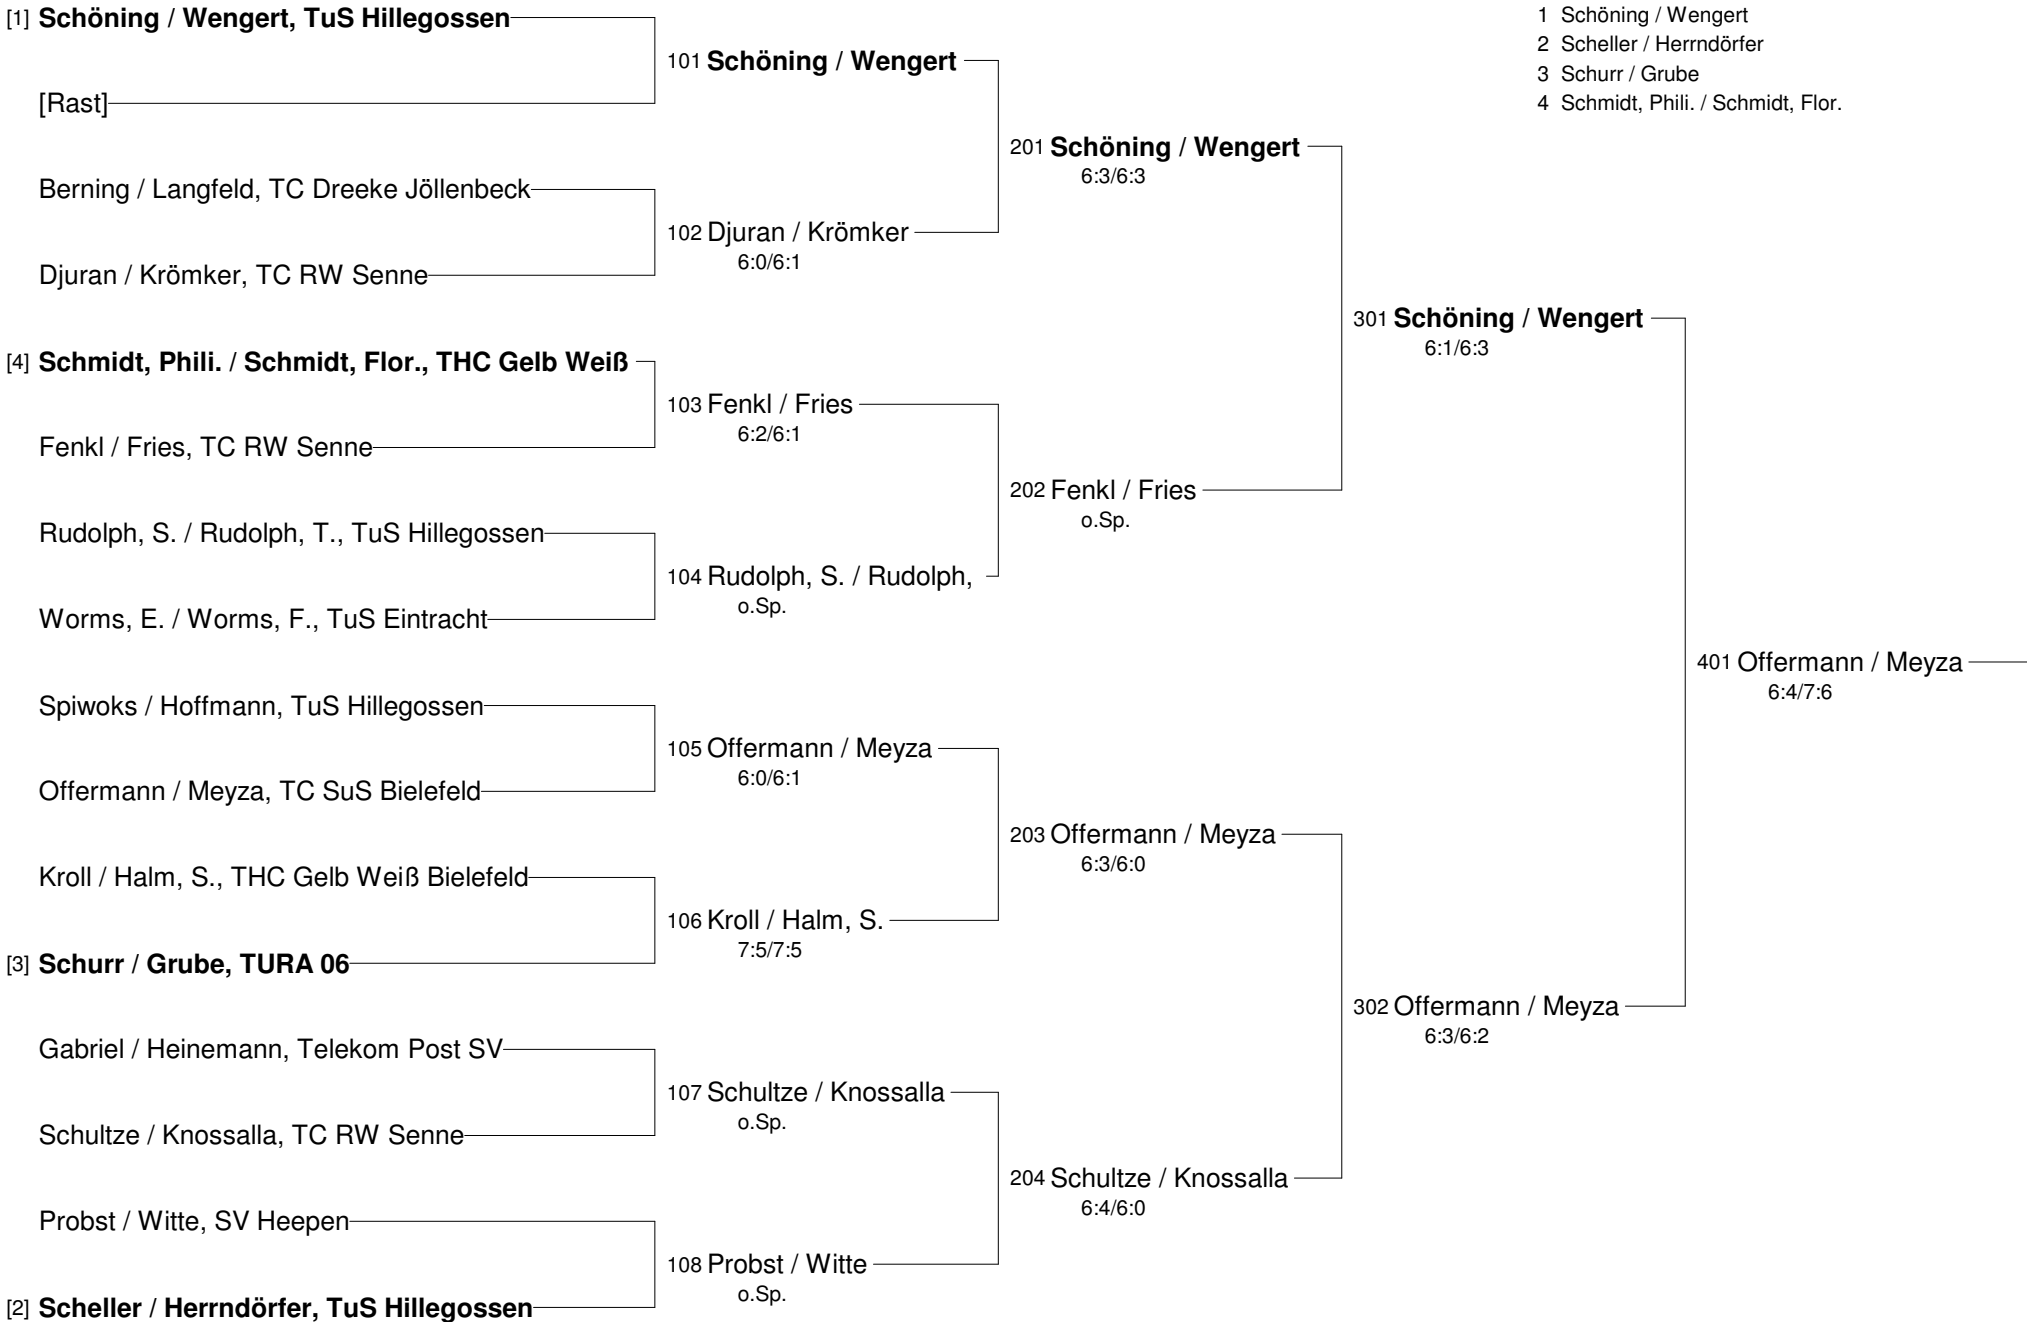 [1] Schöning / Wengert, TuS Hillegossen
[Rast]
Berning / Langfeld, TC Dreeke Jöllenbeck
Djuran / Krömker, TC RW Senne
[4] Schmidt, Phili. / Schmidt, Flor., THC Gelb Weiß
Fenkl / Fries, TC RW Senne
Rudolph, S. / Rudolph, T., TuS Hillegossen
Worms, E. / Worms, F., TuS Eintracht
Spiwoks / Hoffmann, TuS Hillegossen
Offermann / Meyza, TC SuS Bielefeld
Kroll / Halm, S., THC Gelb Weiß Bielefeld
[3] Schurr / Grube, TURA 06
Gabriel / Heinemann, Telekom Post SV
Schultze / Knossalla, TC RW Senne
Probst / Witte, SV Heepen
[2] Scheller / Herrndörfer, TuS Hillegossen
101 Schöning / Wengert
102 Djuran / Krömker
6:0/6:1
103 Fenkl / Fries
6:2/6:1
104 Rudolph, S. / Rudolph,
o.Sp.
105 Offermann / Meyza
6:0/6:1
106 Kroll / Halm, S.
7:5/7:5
107 Schultze / Knossalla
o.Sp.
108 Probst / Witte
o.Sp.
201 Schöning / Wengert
6:3/6:3
202 Fenkl / Fries
o.Sp.
203 Offermann / Meyza
6:3/6:0
204 Schultze / Knossalla
6:4/6:0
301 Schöning / Wengert
6:1/6:3
302 Offermann / Meyza
6:3/6:2
401 Offermann / Meyza
6:4/7:6
1 Schöning / Wengert
2 Scheller / Herrndörfer
3 Schurr / Grube
4 Schmidt, Phili. / Schmidt, Flor.